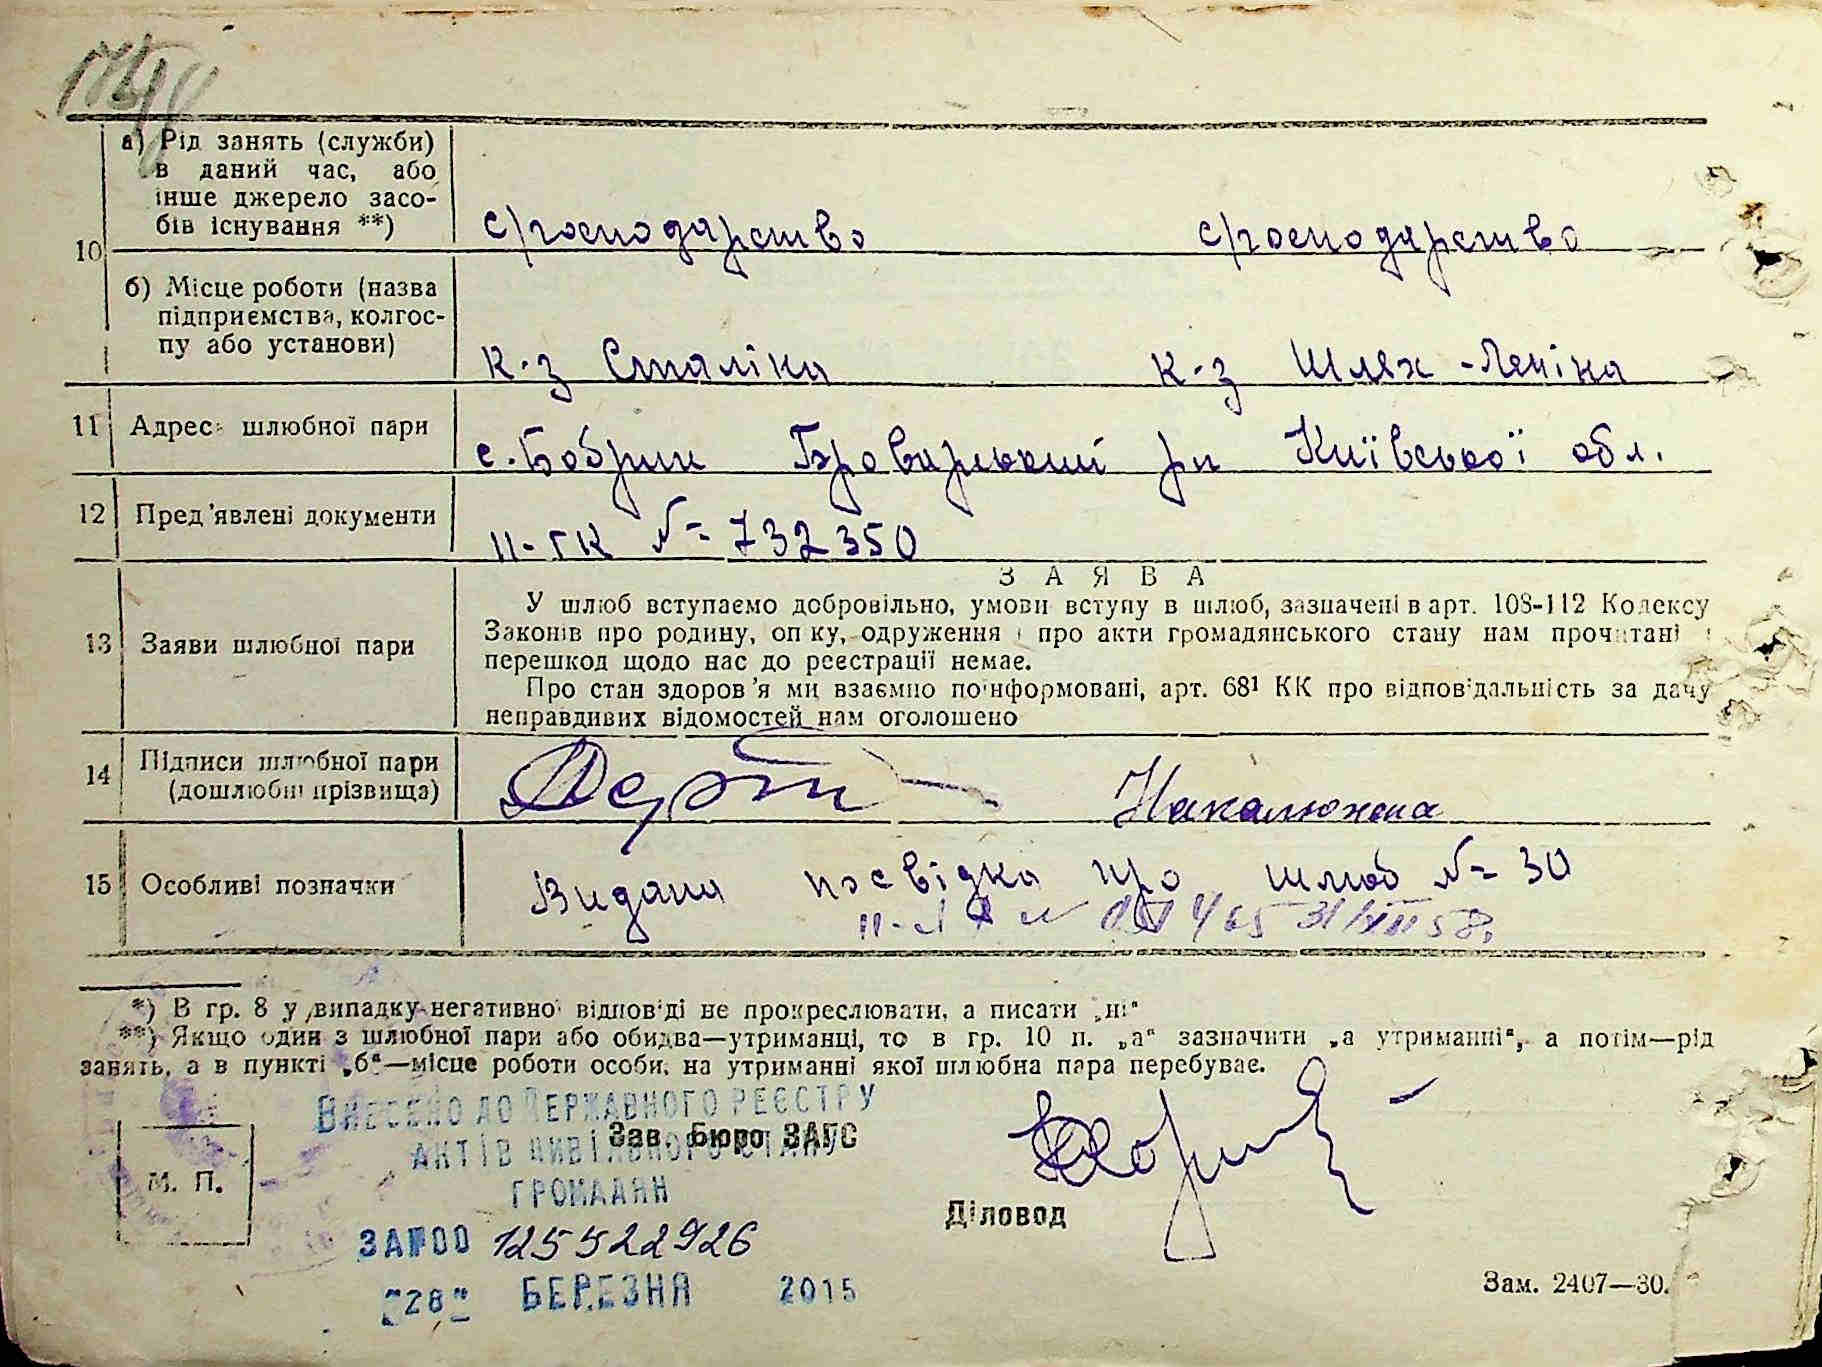 а) Рід занять (служби)
в даний час, або
інше джерело засо-
бів існування **)
с/господарство с/господарство
10
б) Місце роботи (назва
підприємства, колгос-
пу або установи)
к-з Сталіна к-з Шлях-Леніна
11 Адреса шлюбної пари
с. Бобрик Броварський рн Київської обл.
12 Пред'явлені документи
II-ГК № 732350
ЗАЯВА
У шлюб вступаємо добровільно, умови вступу в шлюб, зазначені в арт. 108-112 Кодексу
13 Заяви шлюбної пари
Законів про родину, опіку, одруження і про акти громадянського стану нам прочитані і
перешкод щодо нас до реєстрації немає.
Про стан здоров'я ми взаємно поінформовані, арт. 68¹ КК про відповідальність за дачу
неправдивих відомостей нам оголошено
14 Підписи шлюбної пари
(дошлюбні прізвища)
15 Особливі позначки
Видана посвідка про шлюб № 30
31/XII 58.
*) В гр. 8 у випадку негативної відповіді не прокреслювати, а писати „ні“
**) Якщо один з шлюбної пари або обидва—утриманці, то в гр. 10 п. „а“ зазначити „а утриманні“, а потім—рід
занять, а в пункті „б“—місце роботи особи, на утриманні якої шлюбна пара перебуває.
ВНЕСЕНО ДО ДЕРЖАВНОГО РЕЄСТРУ
Зав. Бюро ЗАГС
АКТІВ ЦИВІЛЬНОГО СТАНУ
ГРОМАДЯН
М. П.
Діловод
ЗА №00 125522926
"28" БЕРЕЗНЯ 2015
Зам. 2407—30.